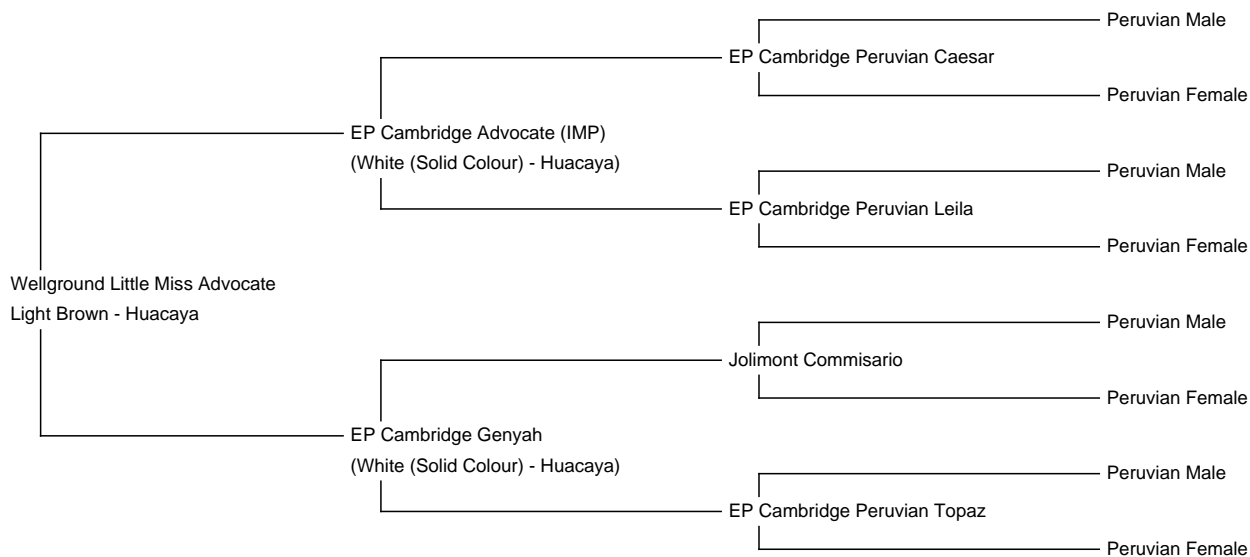 Peruvian Male
EP Cambridge Peruvian Caesar
Peruvian Female
EP Cambridge Advocate (IMP)
(White (Solid Colour) - Huacaya)
Peruvian Male
EP Cambridge Peruvian Leila
Peruvian Female
Wellground Little Miss Advocate
Light Brown - Huacaya
Peruvian Male
Jolimont Commisario
Peruvian Female
EP Cambridge Genyah
(White (Solid Colour) - Huacaya)
Peruvian Male
EP Cambridge Peruvian Topaz
Peruvian Female